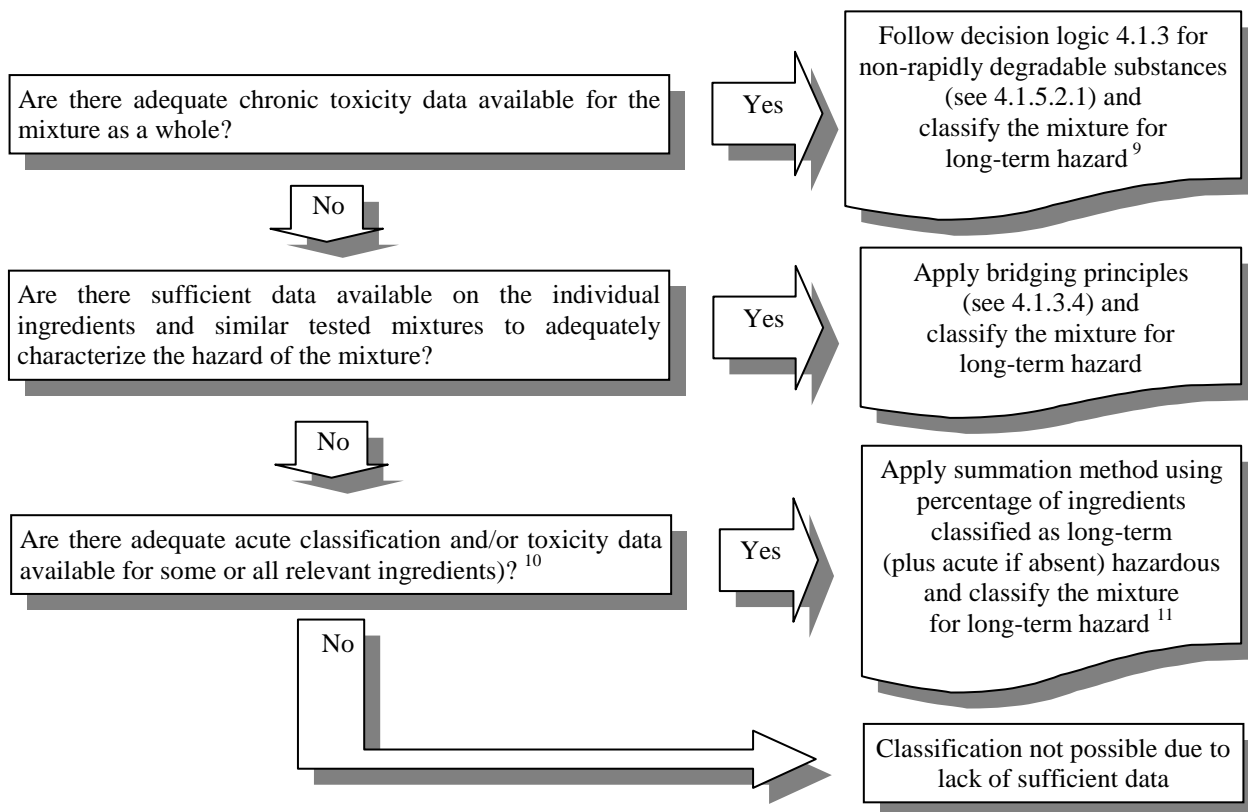 Are there adequate chronic toxicity data available for the
mixture as a whole?
Yes
Follow decision logic 4.1.3 for
non-rapidly degradable substances
(see 4.1.5.2.1) and
classify the mixture for
long-term hazard 9
No
Are there sufficient data available on the individual
ingredients and similar tested mixtures to adequately
characterize the hazard of the mixture?
Yes
Apply bridging principles
(see 4.1.3.4) and
classify the mixture for
long-term hazard
No
Are there adequate acute classification and/or toxicity data
available for some or all relevant ingredients)? 10
Yes
Apply summation method using
percentage of ingredients
classified as long-term
(plus acute if absent) hazardous
and classify the mixture
for long-term hazard 11
No
Classification not possible due to
lack of sufficient data